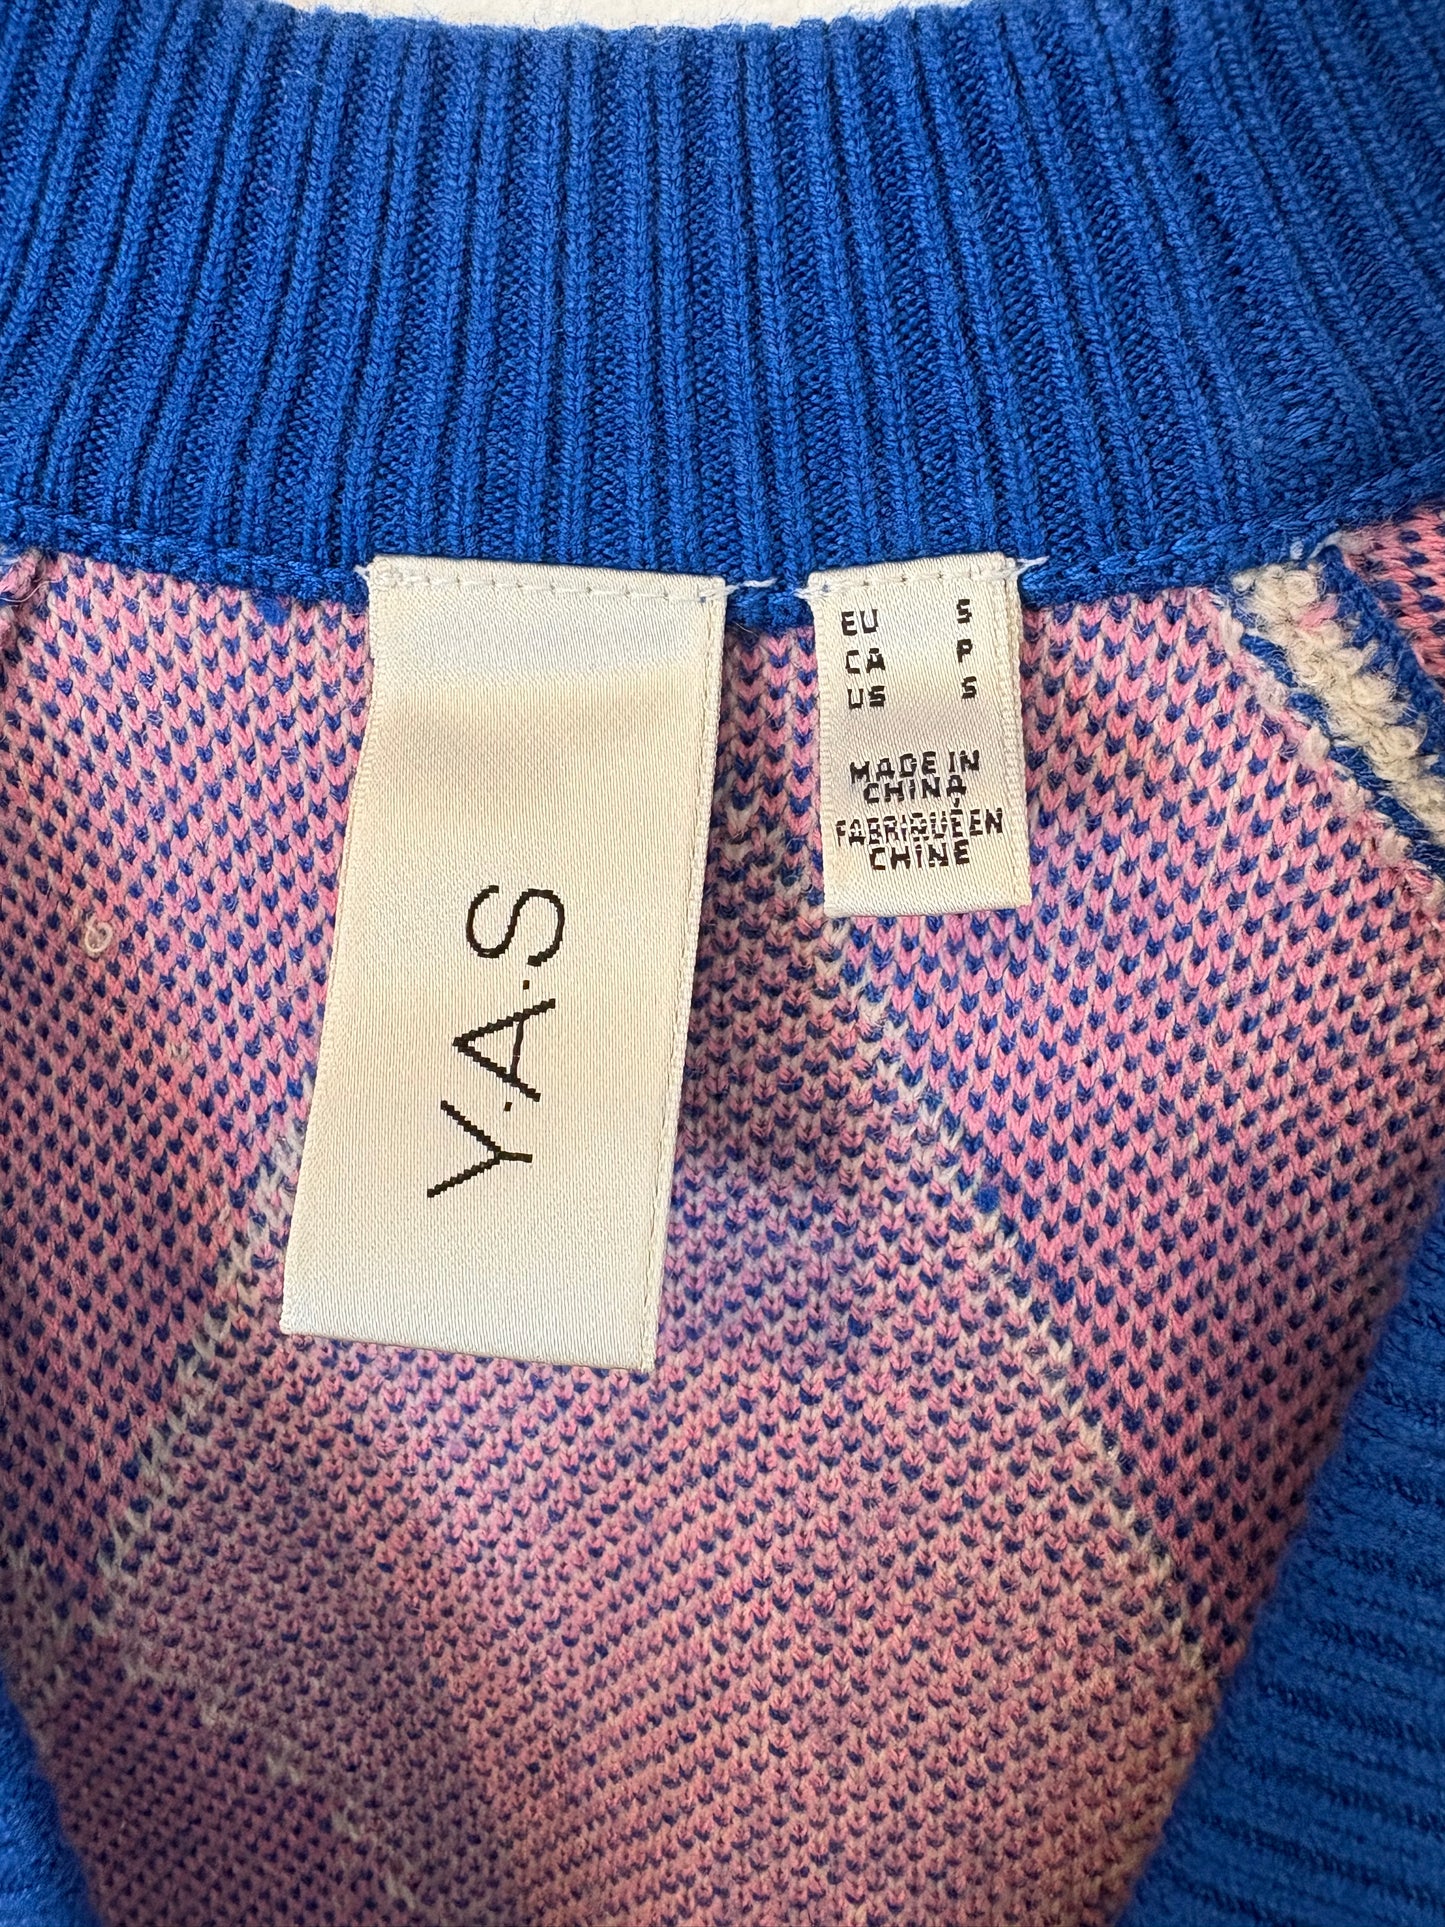 Y.A.S
EU S
CA P
US S
MADE IN
CHINA
FABRIQUÉ EN
CHINE